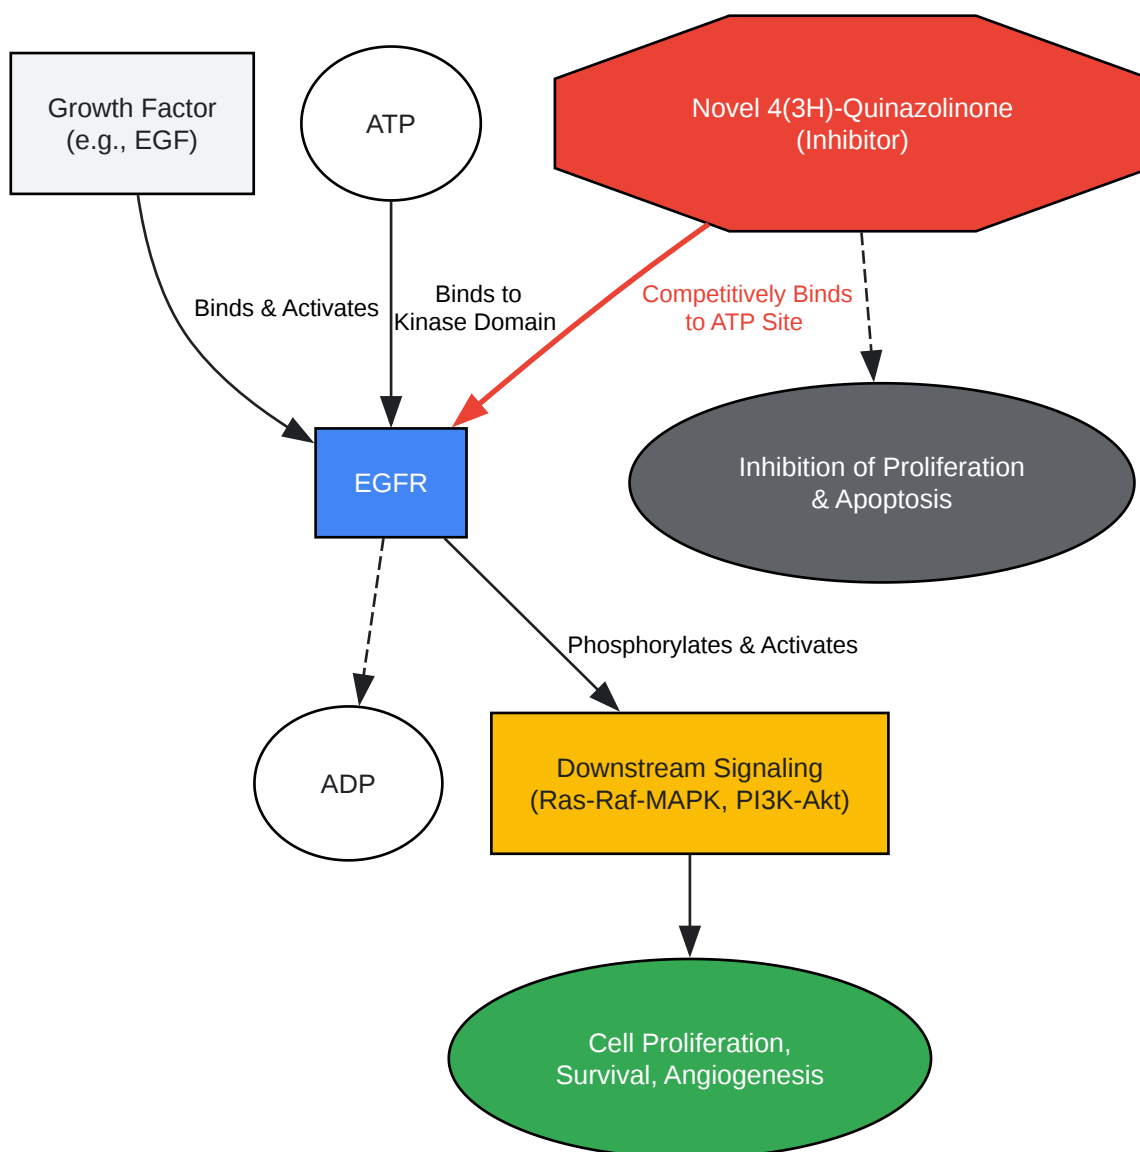 Growth Factor
(e.g., EGF)
ATP
Novel 4(3H)-Quinazolinone
(Inhibitor)
Binds & Activates
Binds to
Kinase Domain
Competitively Binds
to ATP Site
EGFR
Inhibition of Proliferation
& Apoptosis
Phosphorylates & Activates
ADP
Downstream Signaling
(Ras-Raf-MAPK, PI3K-Akt)
Cell Proliferation,
Survival, Angiogenesis